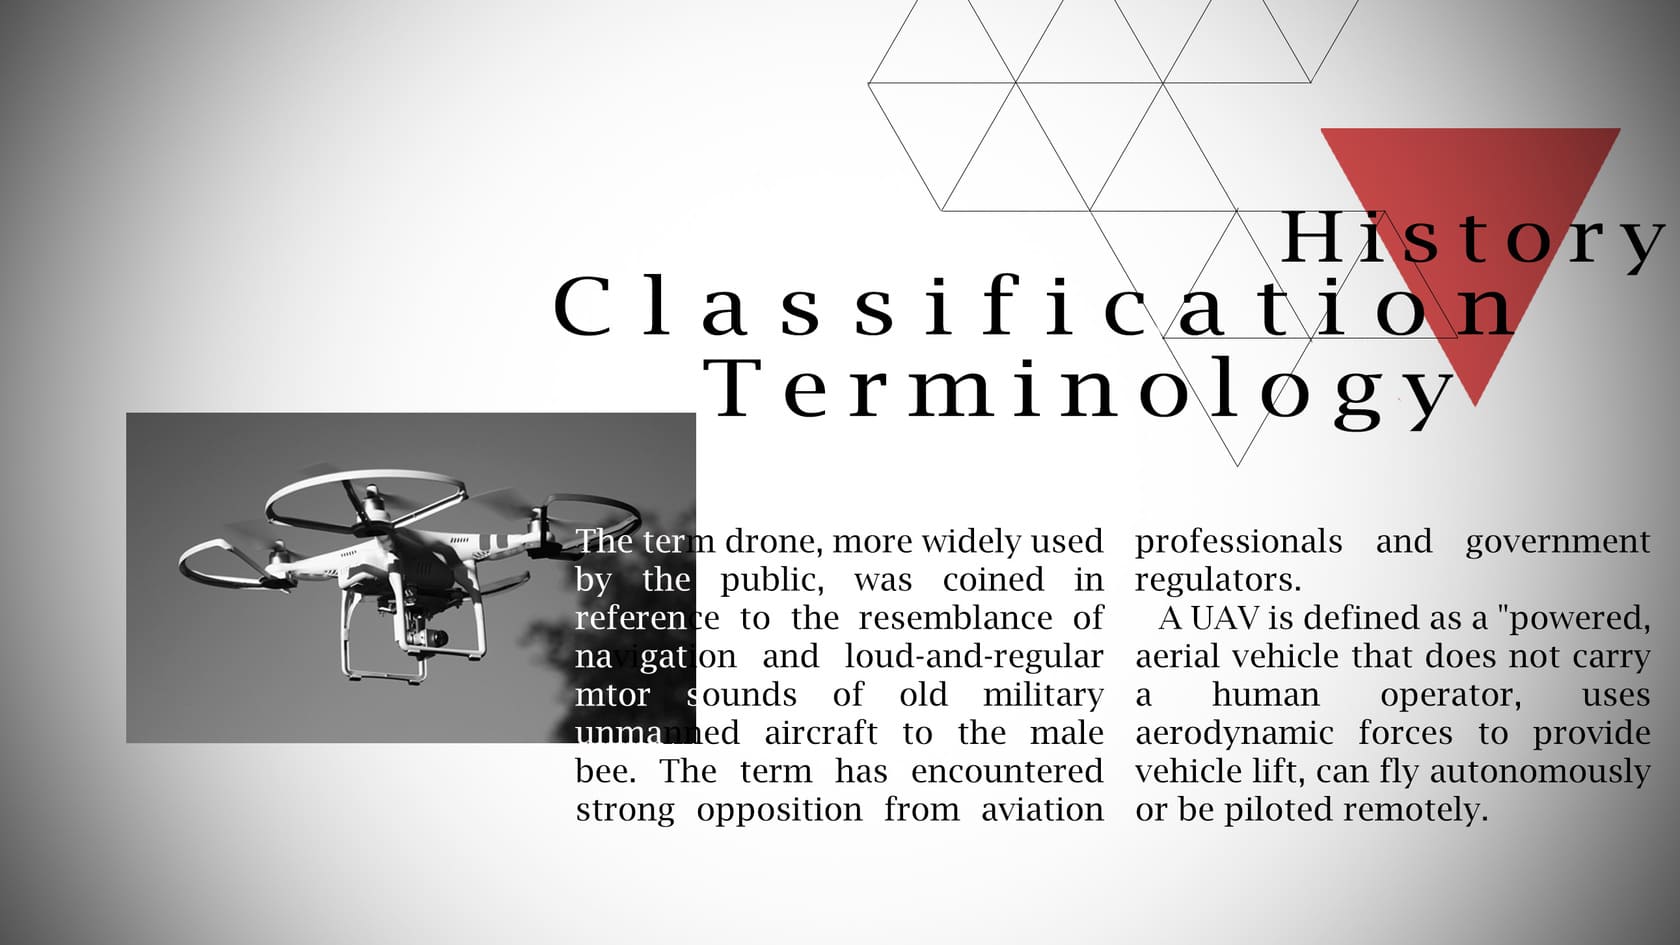 History
Classification
Terminology
The term drone, more widely used
by the public, was coined in
reference to the resemblance of
navigation and loud-and-regular
mtor sounds of old military
unmanned aircraft to the male
bee. The term has encountered
strong opposition from aviation
professionals and government
regulators.
A UAV is defined as a "powered,
aerial vehicle that does not carry
a human operator, uses
aerodynamic forces to provide
vehicle lift, can fly autonomously
or be piloted remotely.